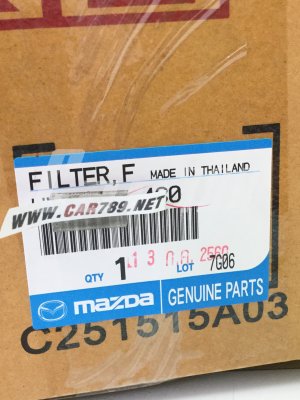 FILTER, F MADE IN THAILAND
WWW.CAR789.NET
QTY 1 LOT 7G06
mazda GENUINE PARTS
C251515A03